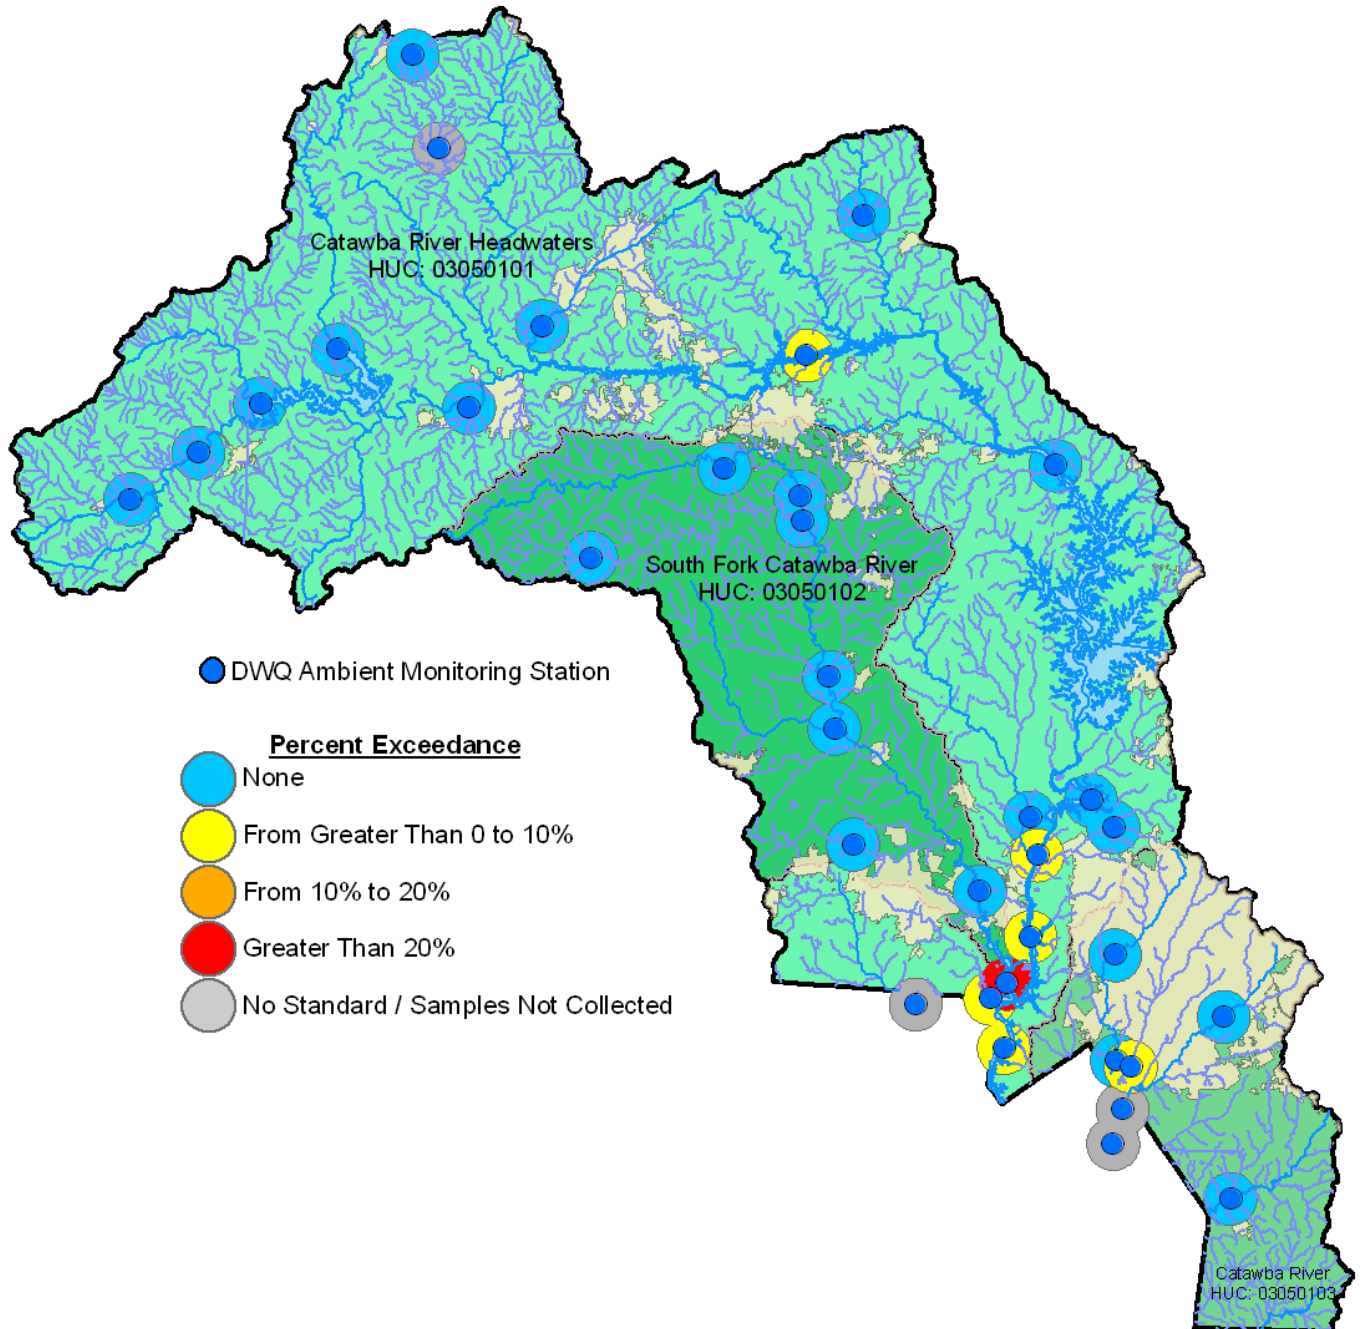 Catawba River Headwaters
HUC: 03050101
South Fork Catawba River
HUC: 03050102
DWQ Ambient Monitoring Station
Percent Exceedance
None
From Greater Than 0 to 10%
From 10% to 20%
Greater Than 20%
No Standard / Samples Not Collected
Catawba River
HUC: 03050103